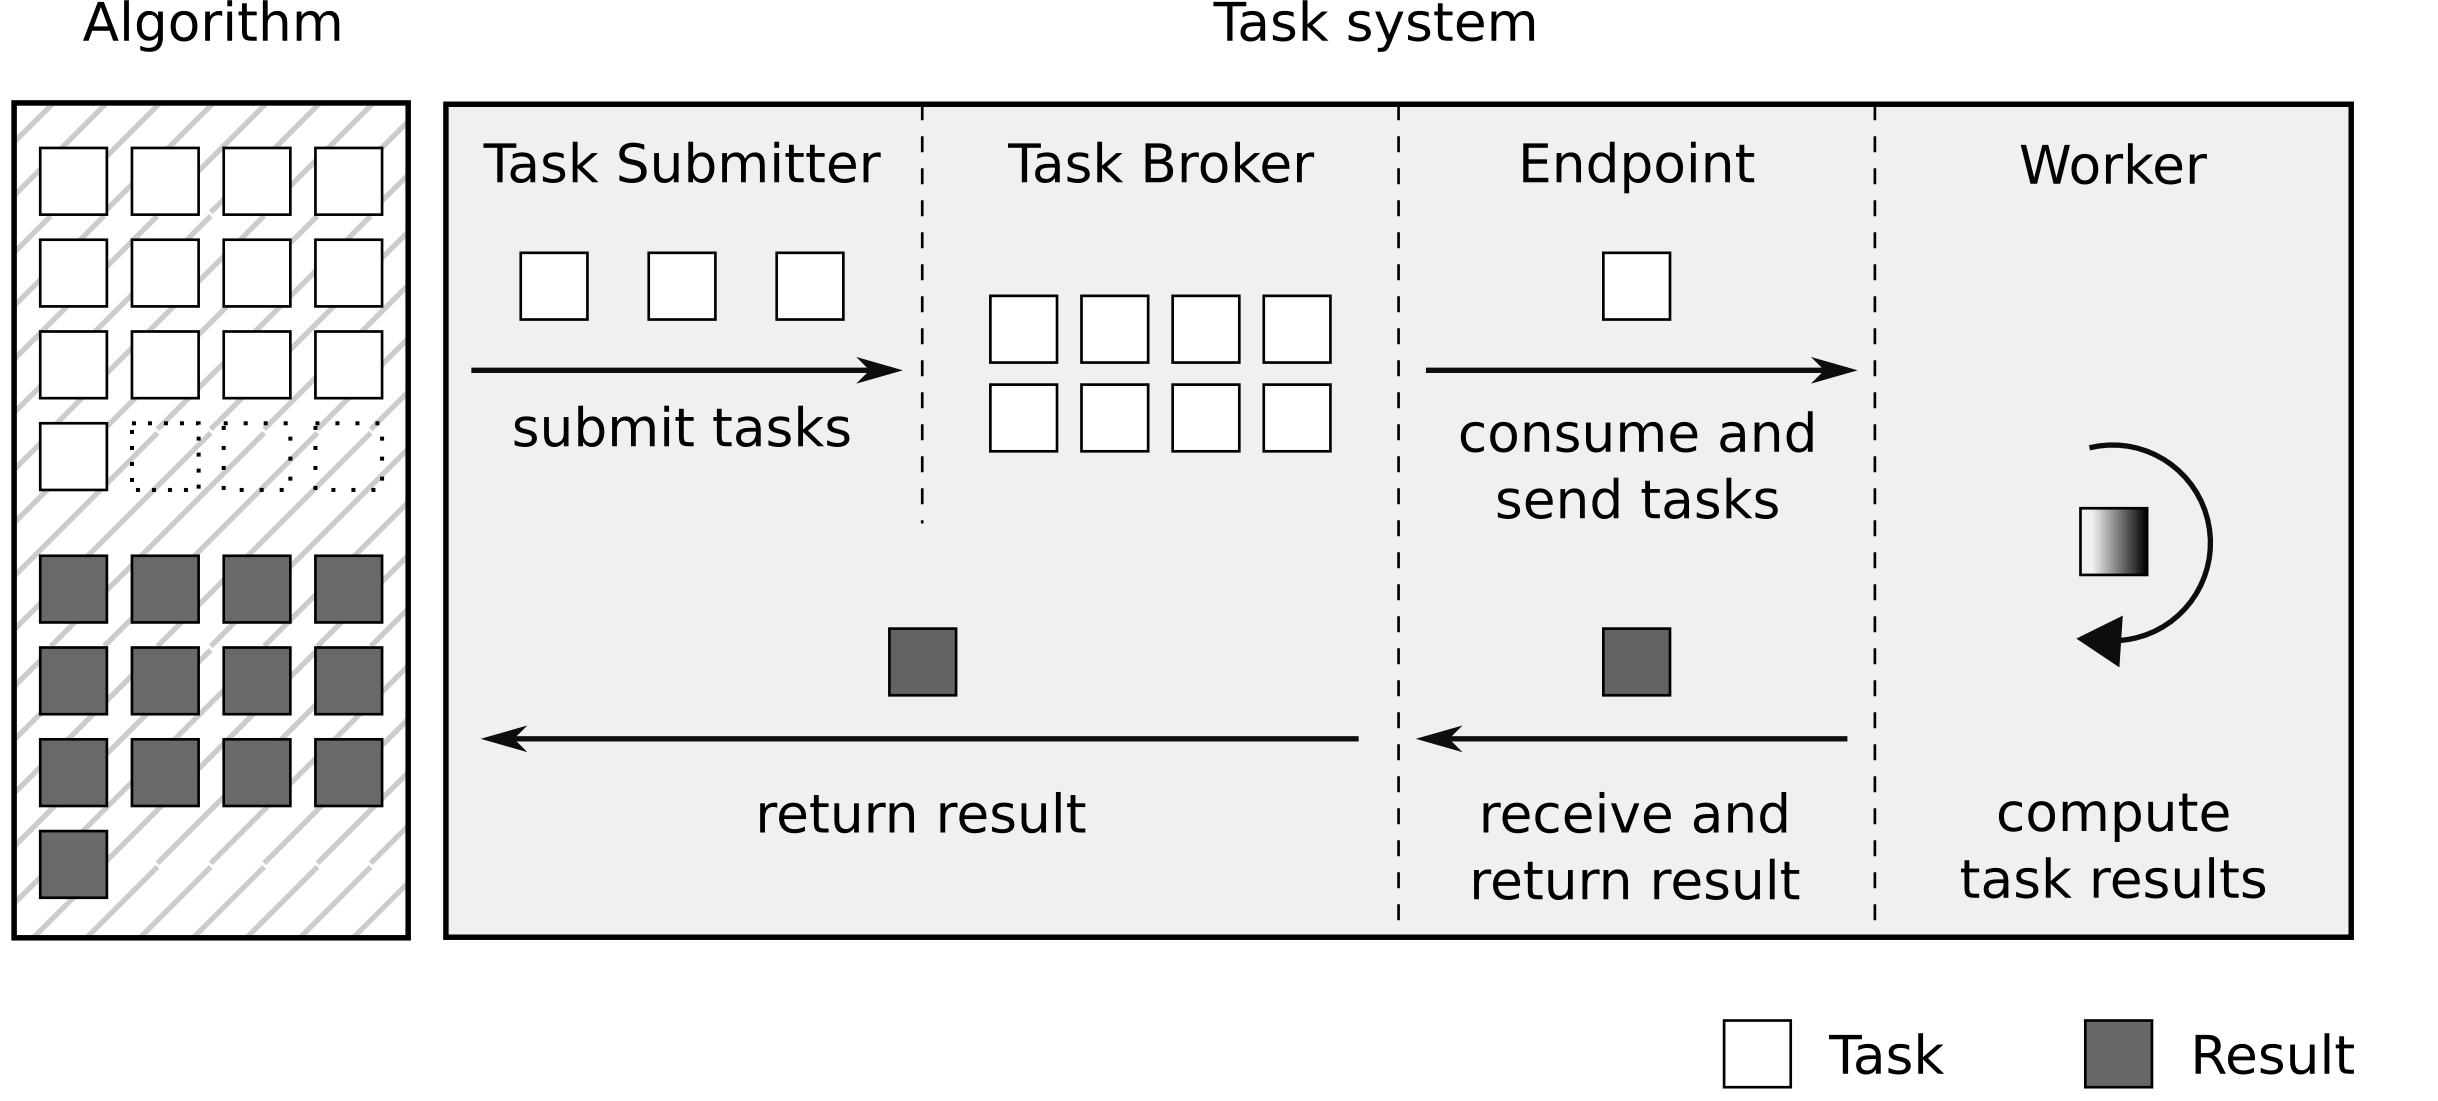 Algorithm
Task system
Task Submitter
Task Broker
Endpoint
Worker
submit tasks
consume and
send tasks
return result
receive and
return result
compute
task results
Task
Result